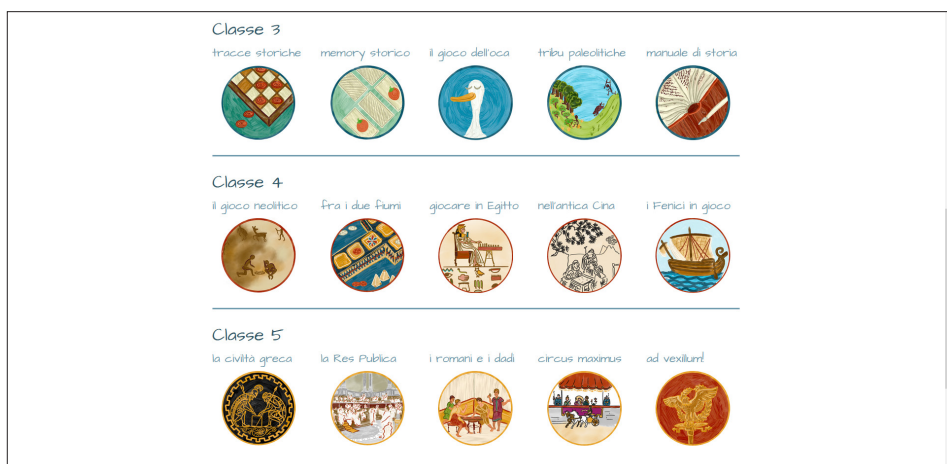 Classe 3
tracce storiche
memory storico
il gioco dell'oca
tribu paleolitiche
manuale di storia
Classe 4
il gioco neolitico
fra i due fiumi
giocare in Egitto
nell'antica Cina
i Fenici in gioco
Classe 5
la civiltà greca
la Res Publica
i romani e i dadi
circus maximus
ad vexillum!